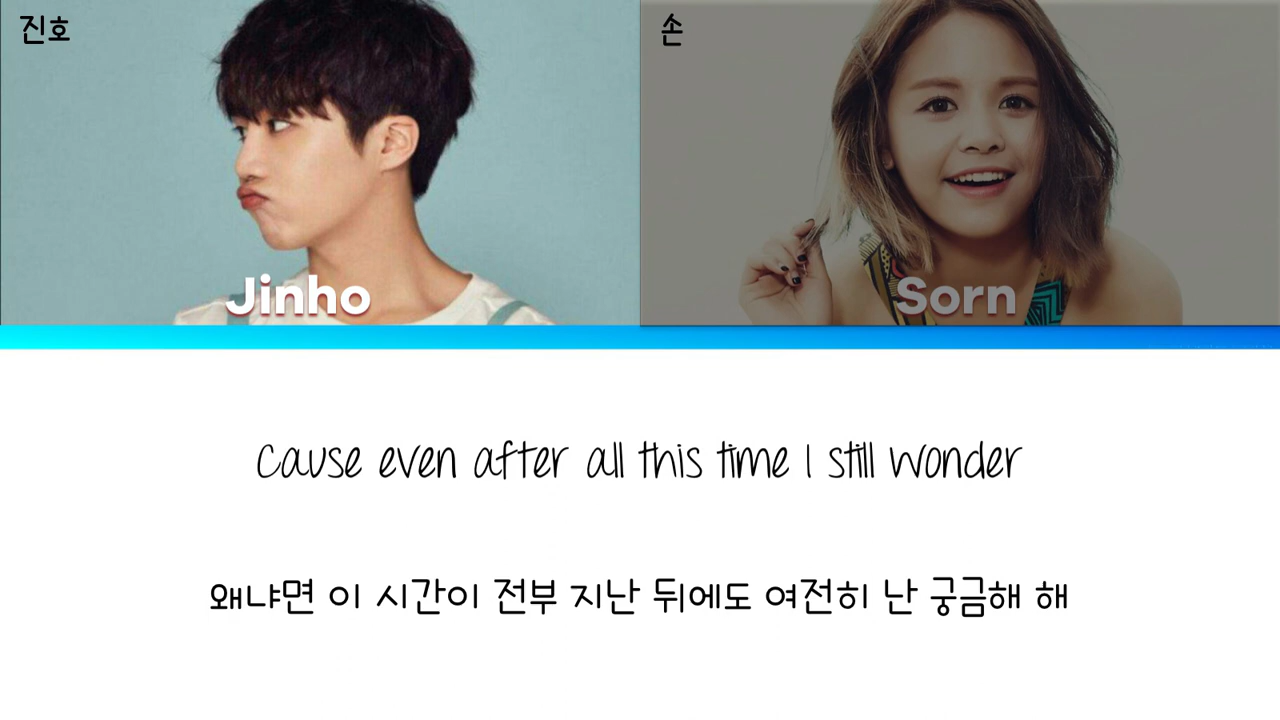 진호
손
Jinho
Sorn
Cause even after all this time I still wonder
왜냐면 이 시간이 전부 지난 뒤에도 여전히 난 궁금해 해